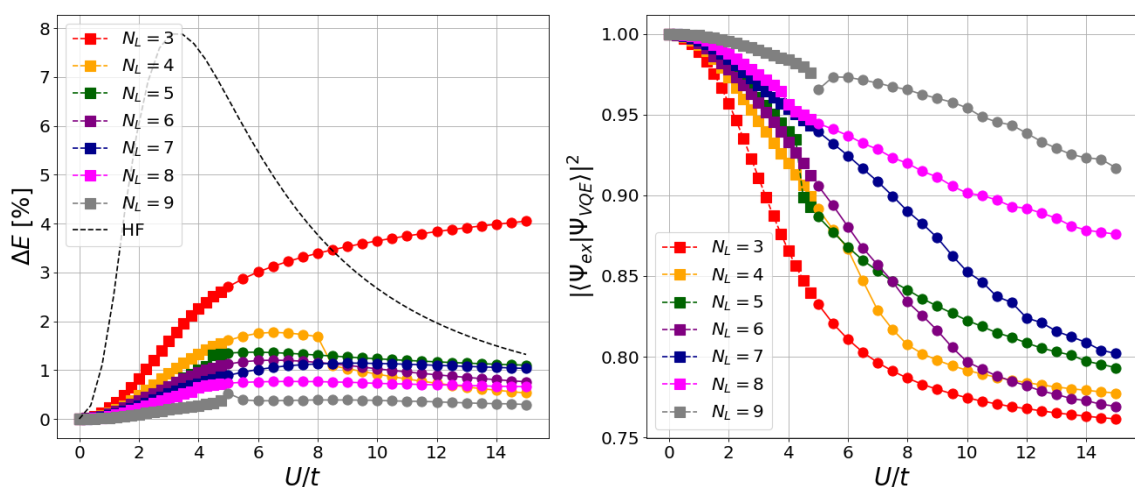 8
7
6
5
4
3
2
1
0
ΔE [%]
N_L = 3
N_L = 4
N_L = 5
N_L = 6
N_L = 7
N_L = 8
N_L = 9
HF
0 2 4 6 8 10 12 14
U/t
1.00
0.95
0.90
0.85
0.80
0.75
|⟨Ψ_ex|Ψ_VQE⟩|²
N_L = 3
N_L = 4
N_L = 5
N_L = 6
N_L = 7
N_L = 8
N_L = 9
0 2 4 6 8 10 12 14
U/t